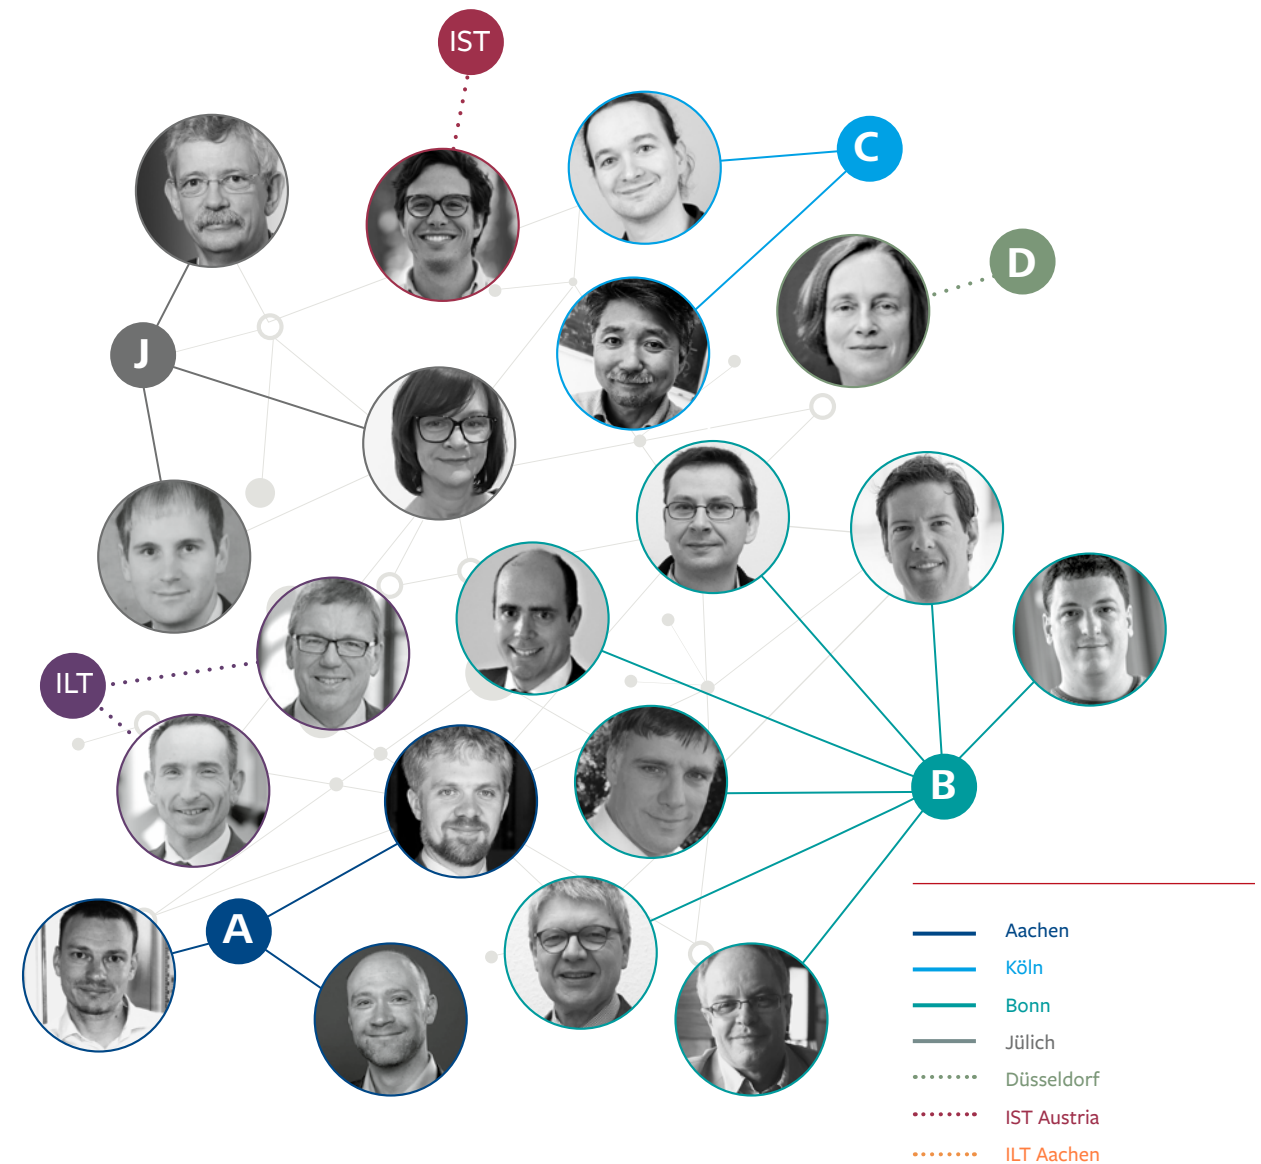 IST
C
D
J
ILT
B
A
Aachen
Köln
Bonn
Jülich
Düsseldorf
IST Austria
ILT Aachen